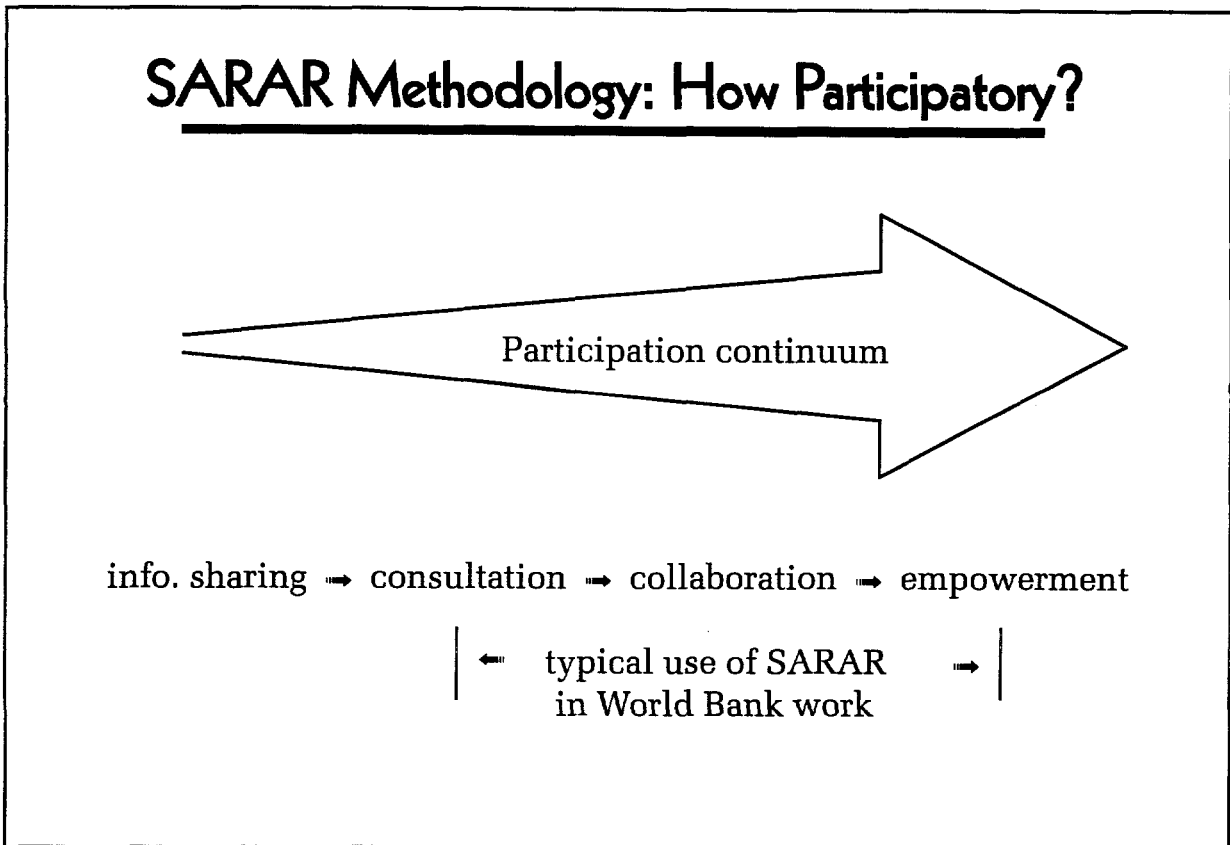 SARAR Methodology: How Participatory?
Participation continuum
info. sharing ➟ consultation ➟ collaboration ➟ empowerment
typical use of SARAR
in World Bank work